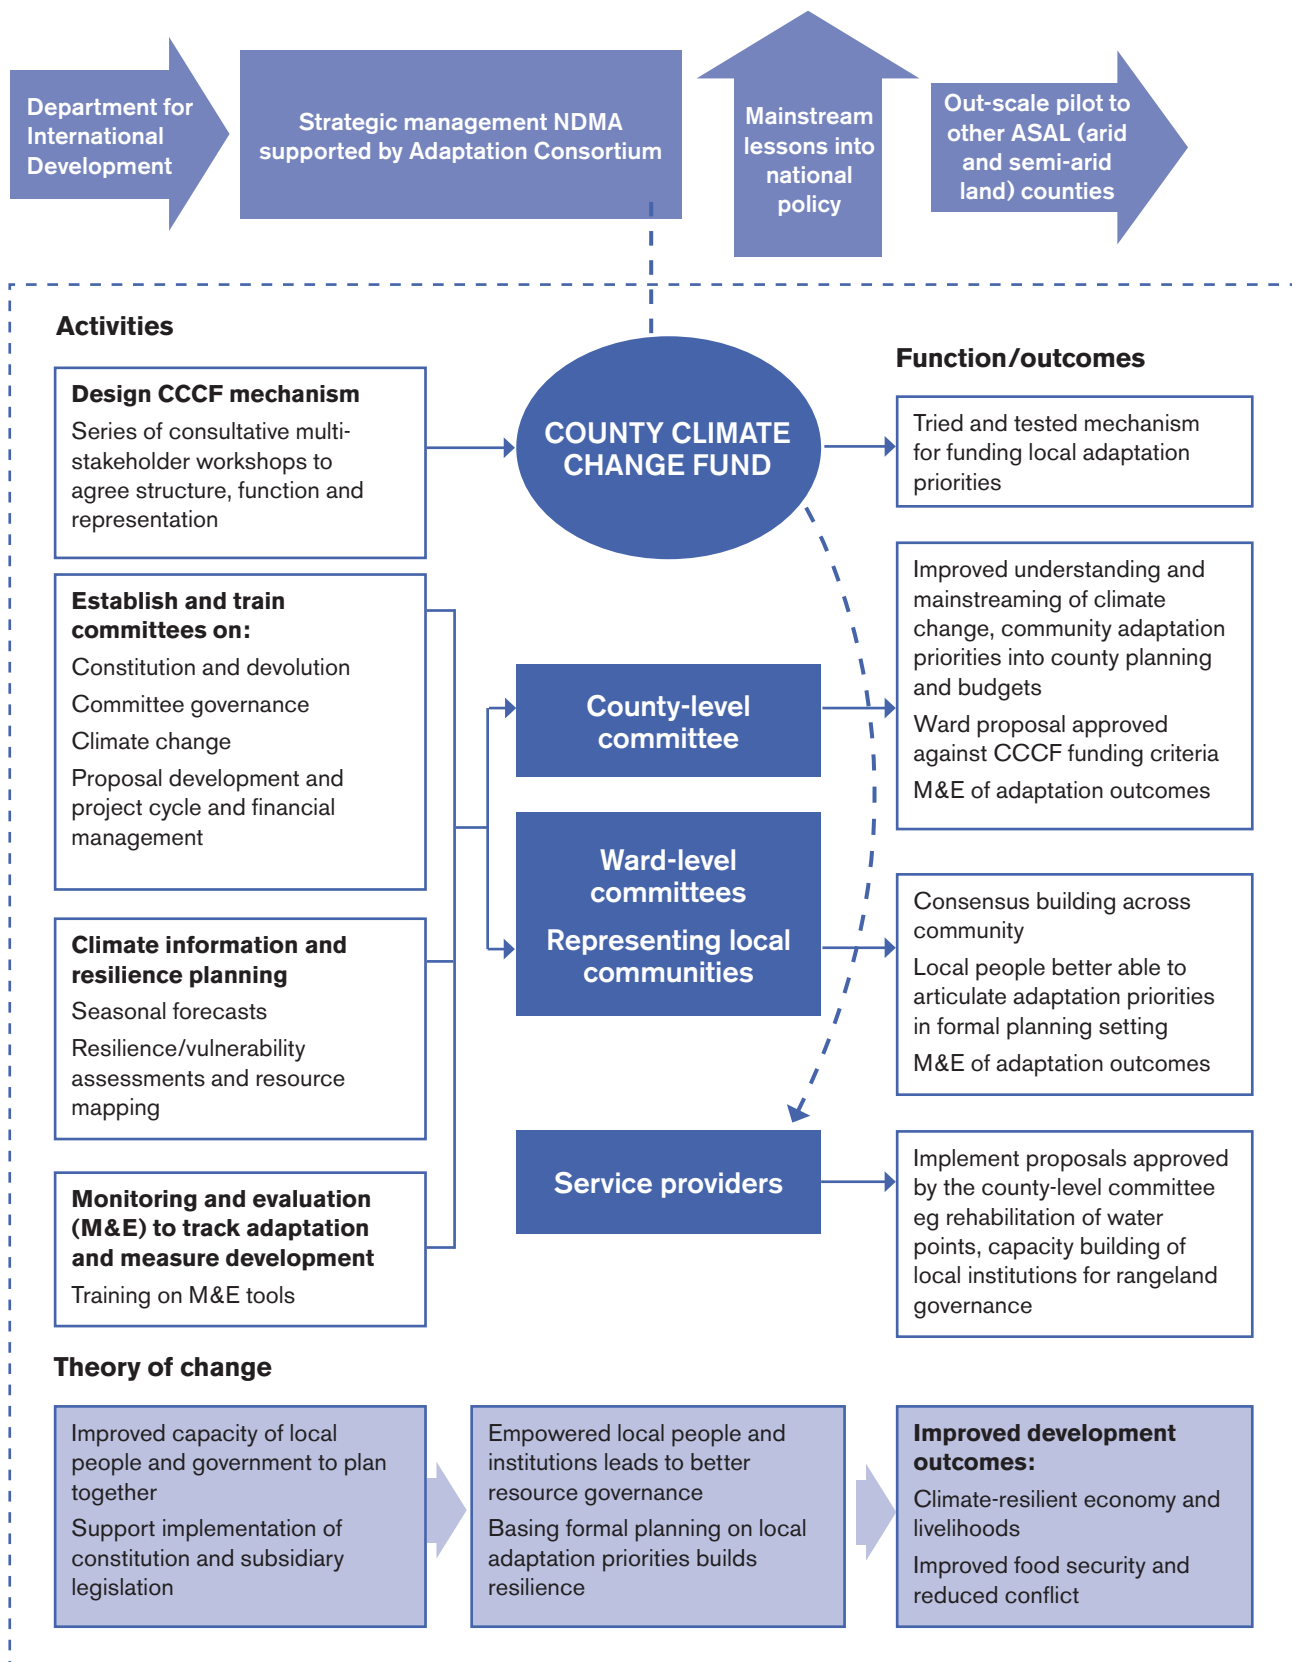 Department for
International
Development
Strategic management NDMA
supported by Adaptation Consortium
Mainstream
lessons into
national
policy
Out-scale pilot to
other ASAL (arid
and semi-arid
land) counties
Activities
Design CCCF mechanism
Series of consultative multi-
stakeholder workshops to
agree structure, function and
representation
Establish and train
committees on:
Constitution and devolution
Committee governance
Climate change
Proposal development and
project cycle and financial
management
Climate information and
resilience planning
Seasonal forecasts
Resilience/vulnerability
assessments and resource
mapping
Monitoring and evaluation
(M&E) to track adaptation
and measure development
Training on M&E tools
COUNTY CLIMATE
CHANGE FUND
County-level
committee
Ward-level
committees
Representing local
communities
Service providers
Function/outcomes
Tried and tested mechanism
for funding local adaptation
priorities
Improved understanding and
mainstreaming of climate
change, community adaptation
priorities into county planning
and budgets
Ward proposal approved
against CCCF funding criteria
M&E of adaptation outcomes
Consensus building across
community
Local people better able to
articulate adaptation priorities
in formal planning setting
M&E of adaptation outcomes
Implement proposals approved
by the county-level committee
eg rehabilitation of water
points, capacity building of
local institutions for rangeland
governance
Theory of change
Improved capacity of local
people and government to plan
together
Support implementation of
constitution and subsidiary
legislation
Empowered local people and
institutions leads to better
resource governance
Basing formal planning on local
adaptation priorities builds
resilience
Improved development
outcomes:
Climate-resilient economy and
livelihoods
Improved food security and
reduced conflict